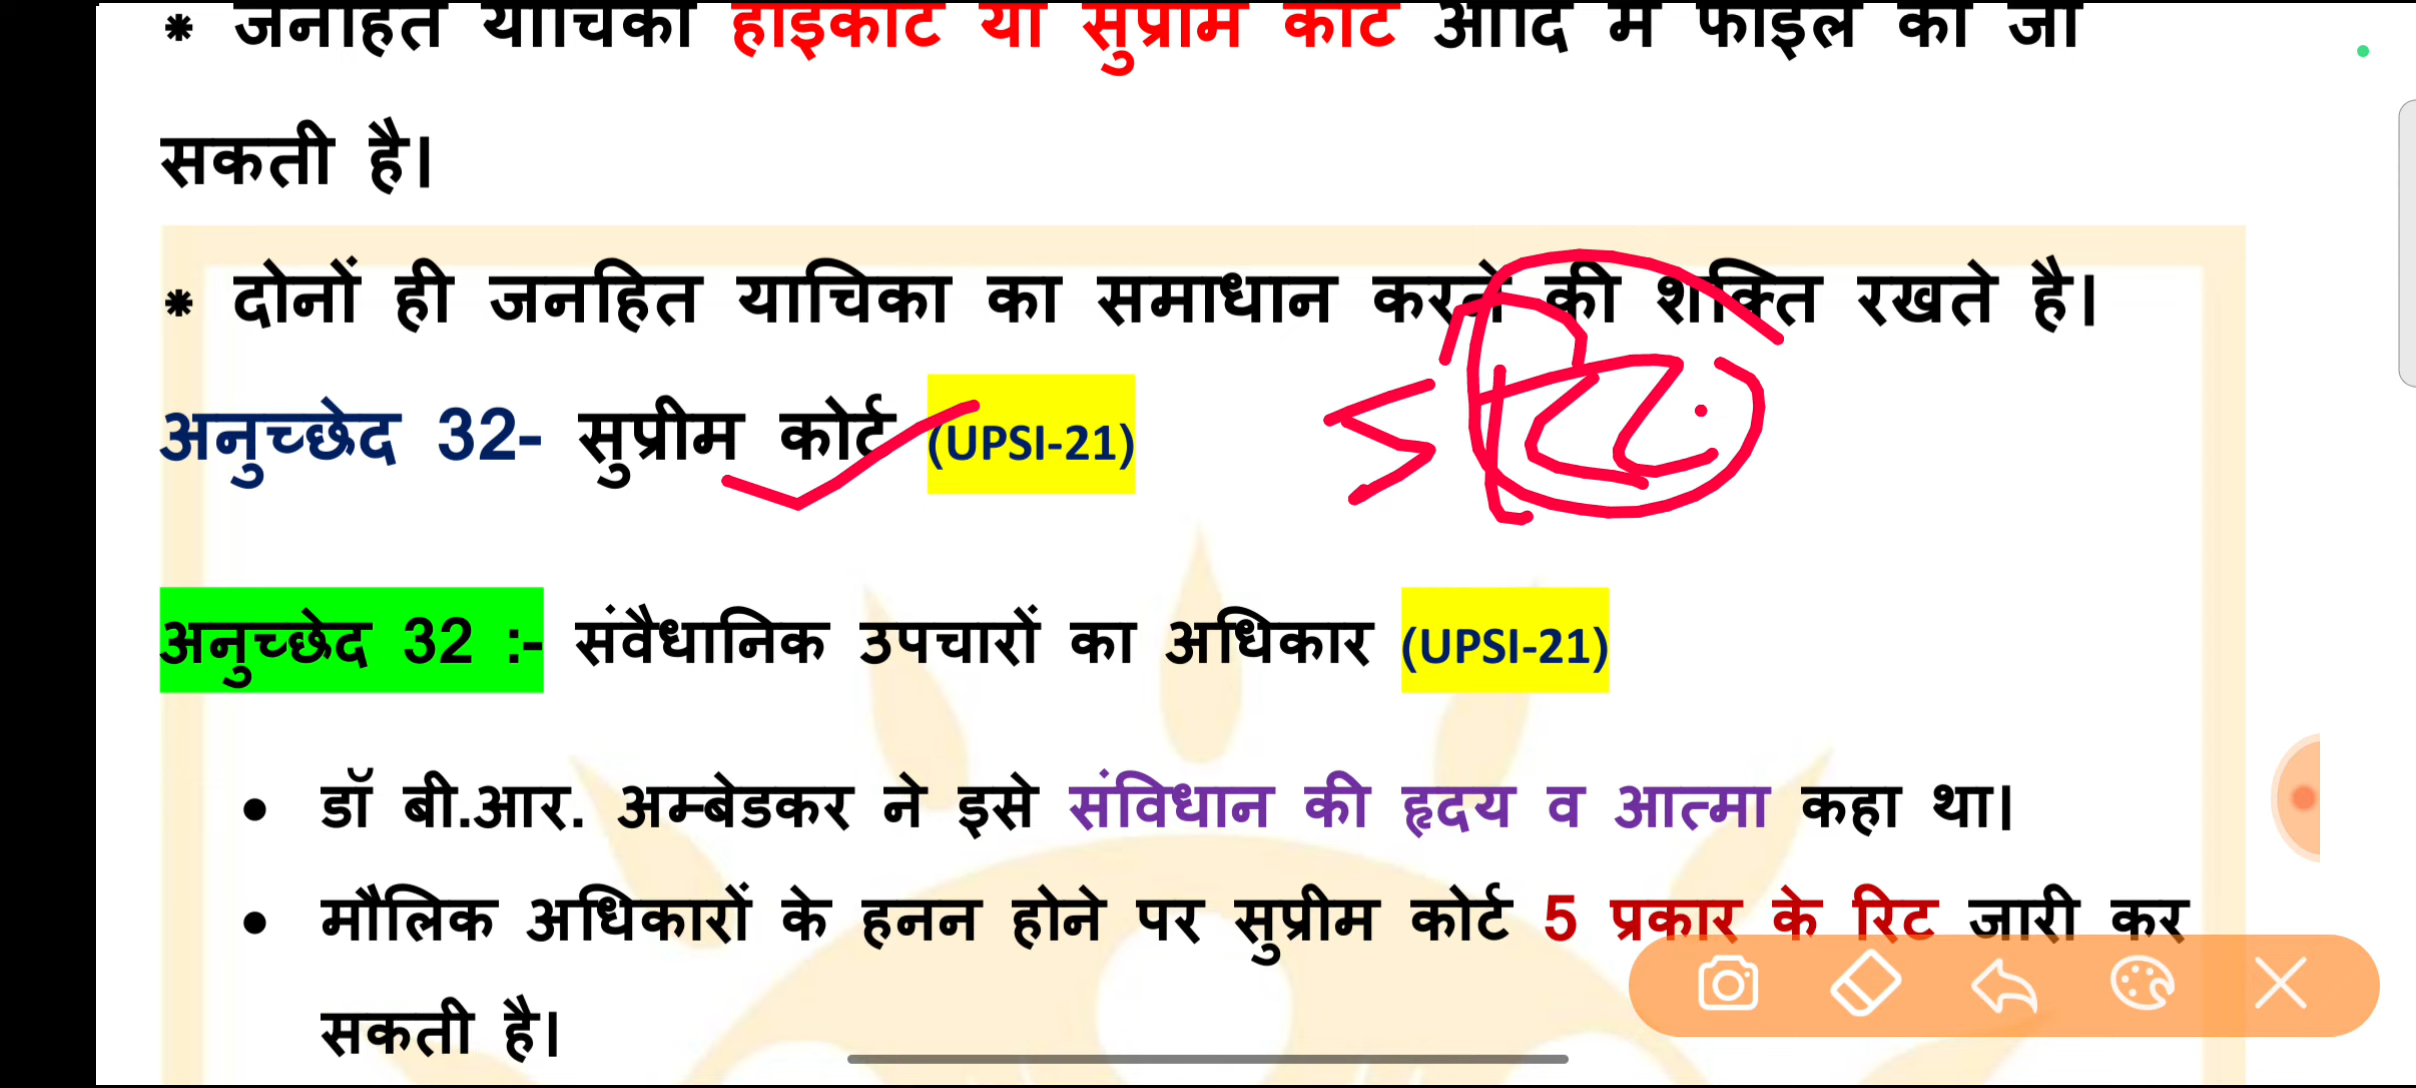 * जनहित याचिका हाईकोर्ट या सुप्रीम कोर्ट आदि में फाइल की जा
सकती है।
* दोनों ही जनहित याचिका का समाधान करने की शक्ति रखते है।
अनुच्छेद 32- सुप्रीम कोर्ट (UPSI-21)
अनुच्छेद 32 :- संवैधानिक उपचारों का अधिकार (UPSI-21)
• डॉ बी.आर. अम्बेडकर ने इसे संविधान की हृदय व आत्मा कहा था।
• मौलिक अधिकारों के हनन होने पर सुप्रीम कोर्ट 5 प्रकार के रिट जारी कर
सकती है।